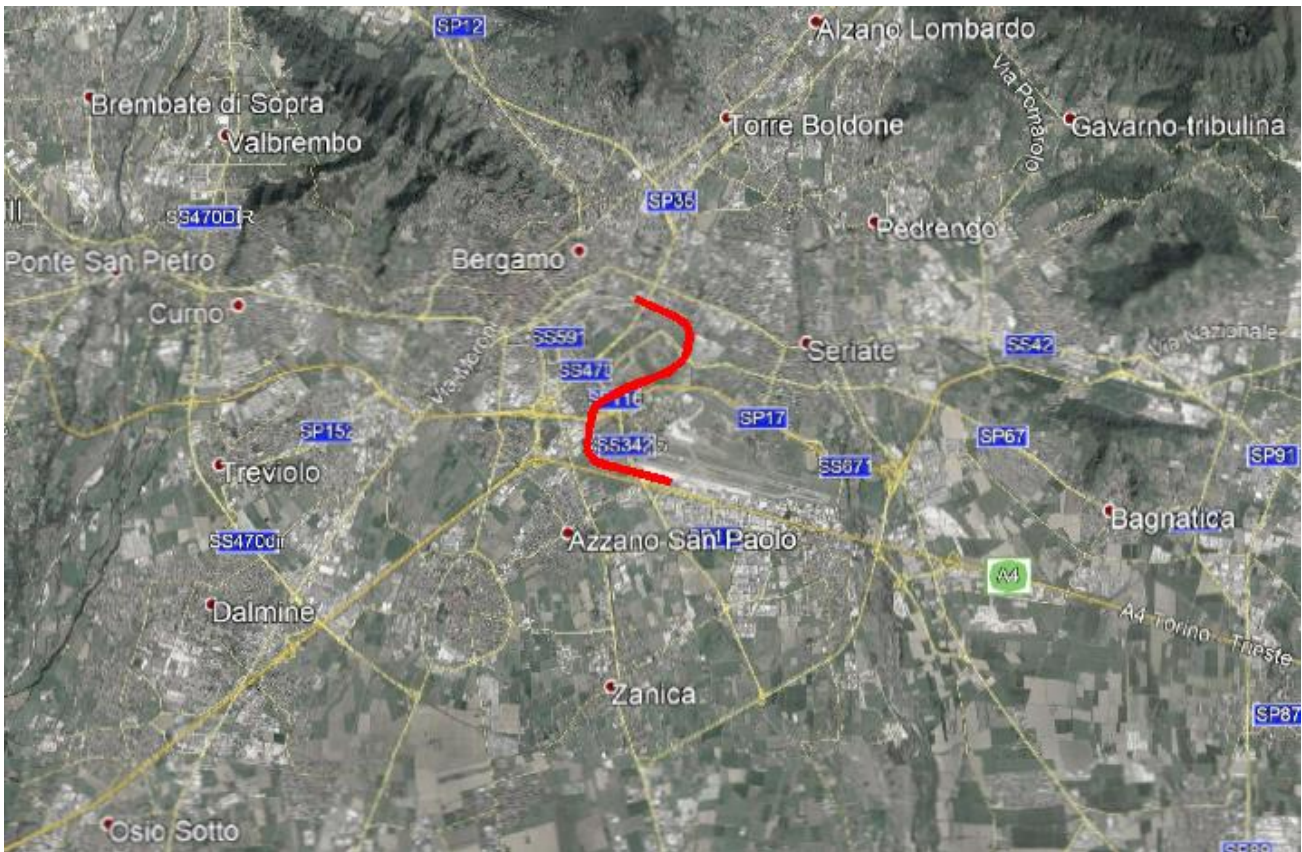 SP12
Alzano Lombardo
Brembate di Sopra
Valbrembo
Torre Boldone
Via Pomarolo
Gavarno-tribulina
SP35
SS470DIR
Pedrengo
Ponte San Pietro
Bergamo
Curno
Via Moroni
SS591
Seriate
SS42
Via Nazionale
SS470
SP17
SP152
SS342
SP67
SS671
SP91
Treviolo
Bagnatica
SS470dir
Azzano San Paolo
A4
Dalmine
A4 Torino - Trieste
Zanica
SP87
Osio Sotto